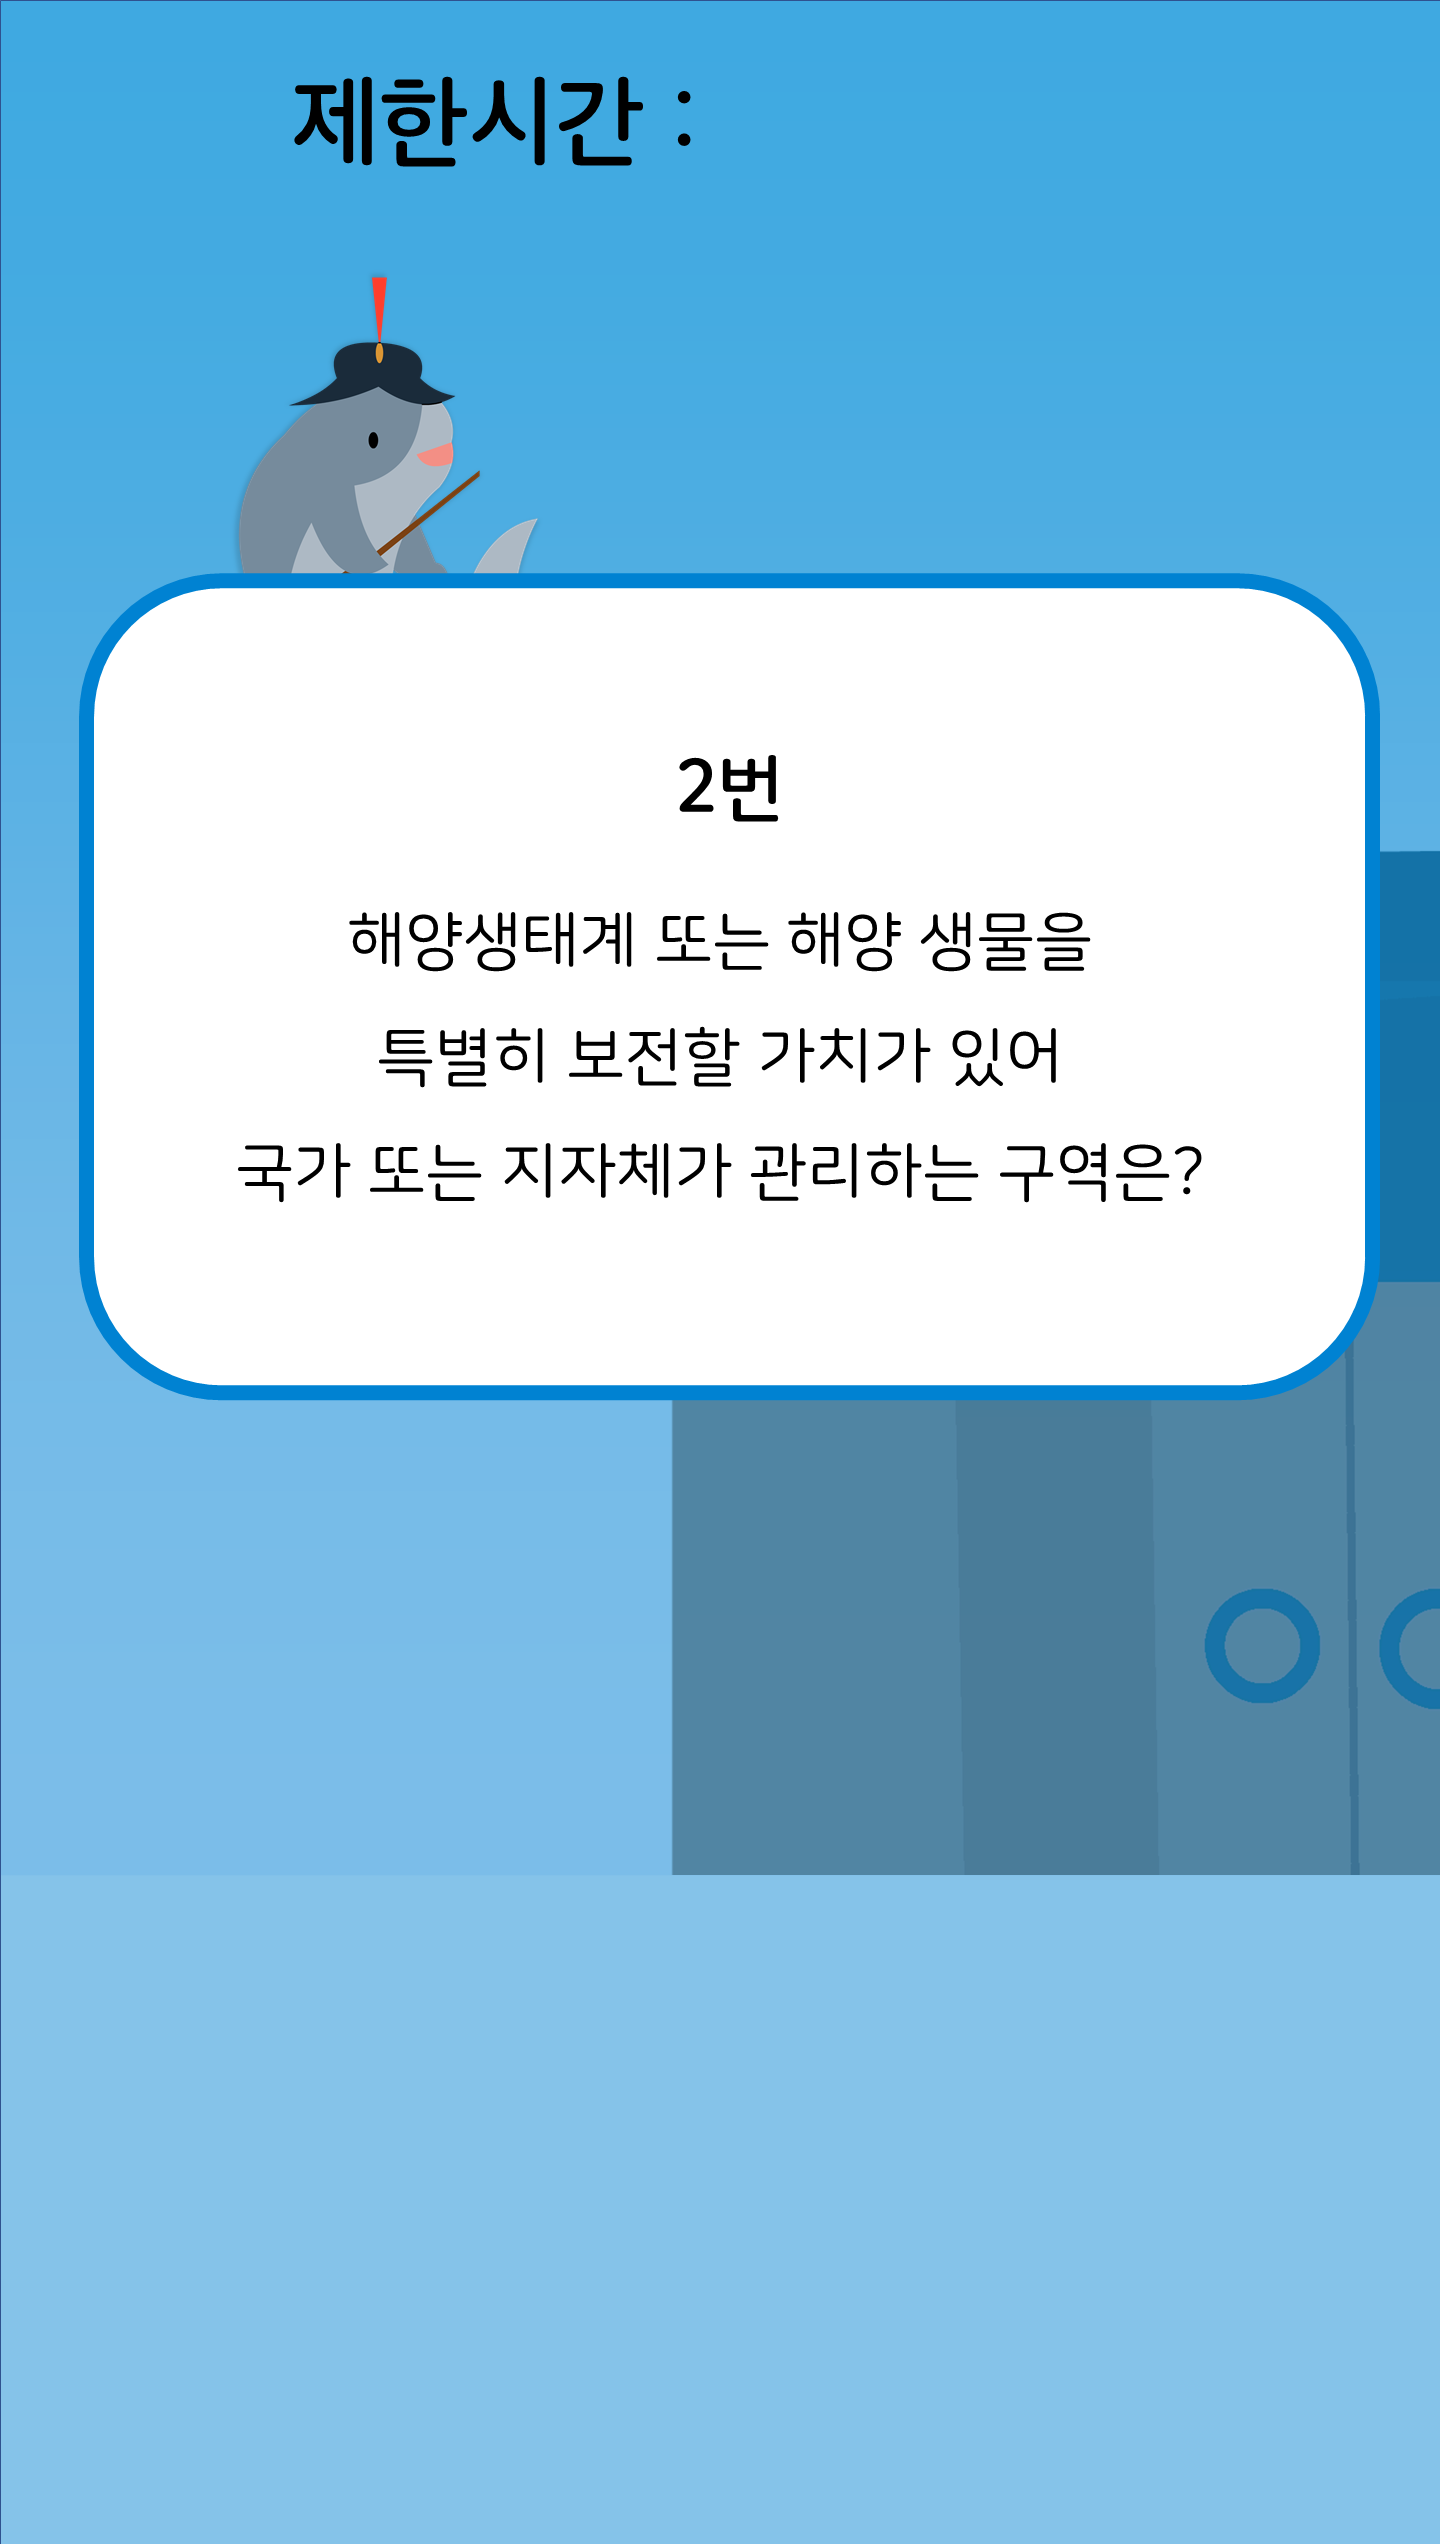 제한시간 :
2번
해양생태계 또는 해양 생물을
특별히 보전할 가치가 있어
국가 또는 지자체가 관리하는 구역은?